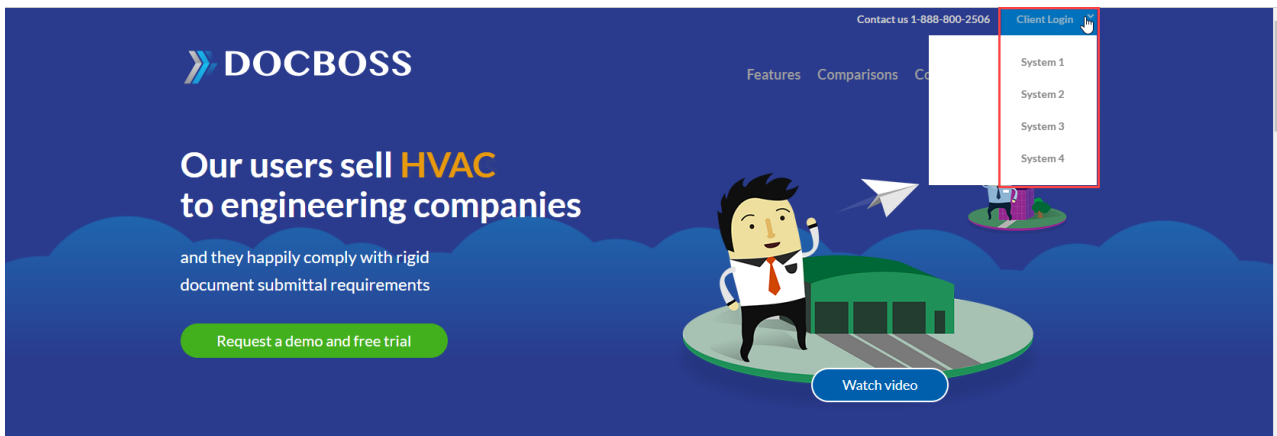 Contact us 1-888-800-2506 Client Login
DOCBOSS
Features Comparisons
System 1
System 2
System 3
System 4
Our users sell HVAC
to engineering companies
and they happily comply with rigid
document submittal requirements
Request a demo and free trial
Watch video